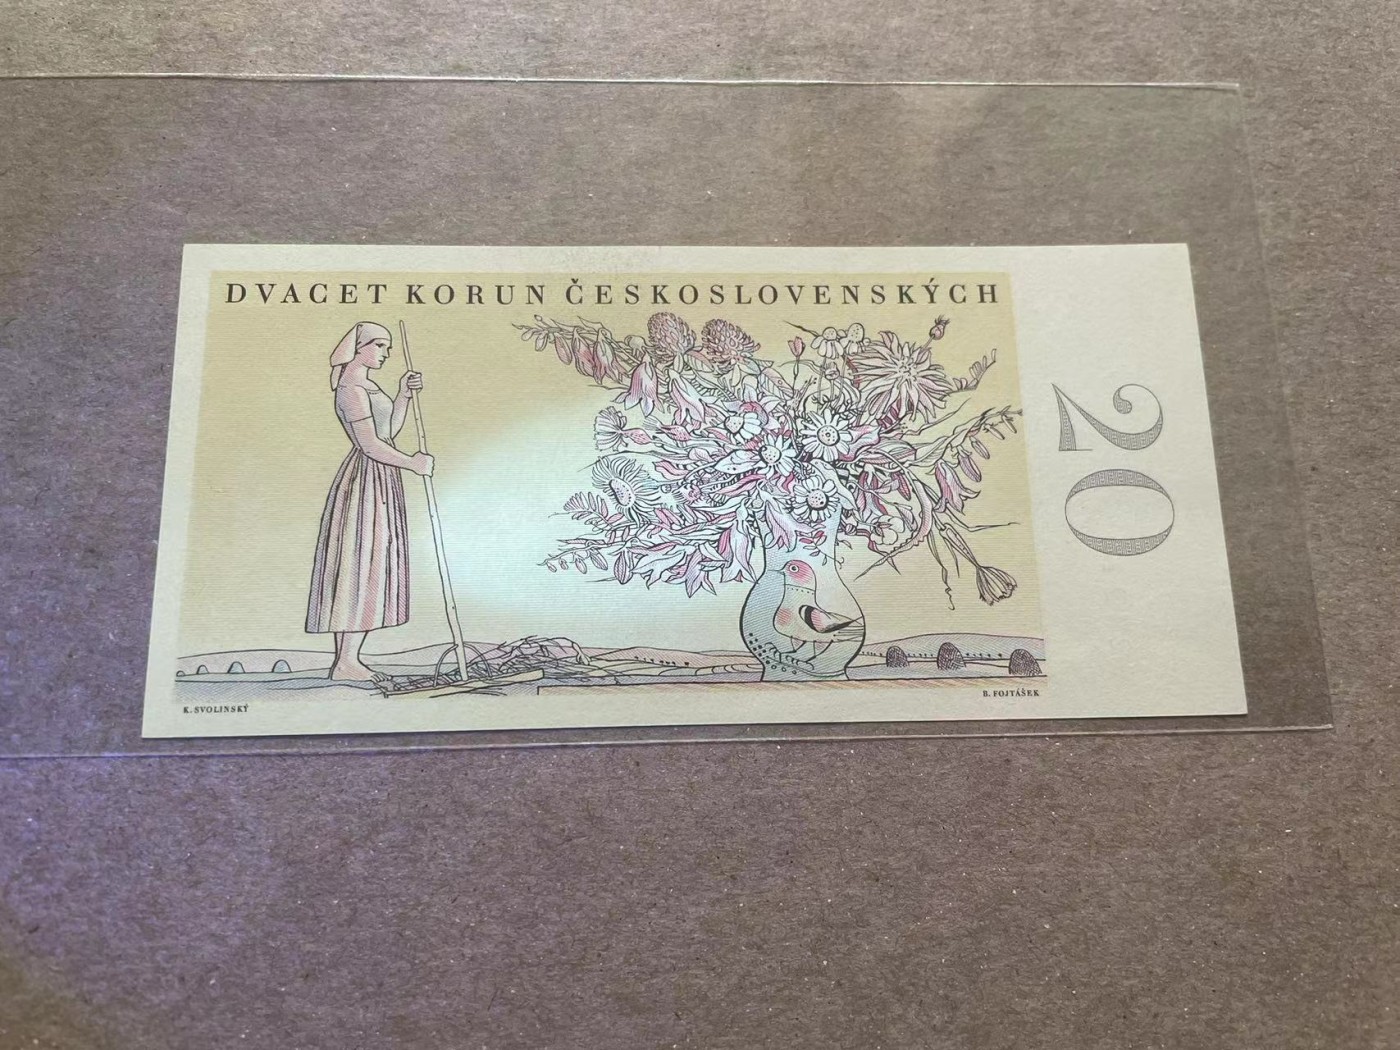 DVACET KORUN ČESKOSLOVENSKÝCH
20
K. SVOLINSKÝ
B. FOJTÁŠEK